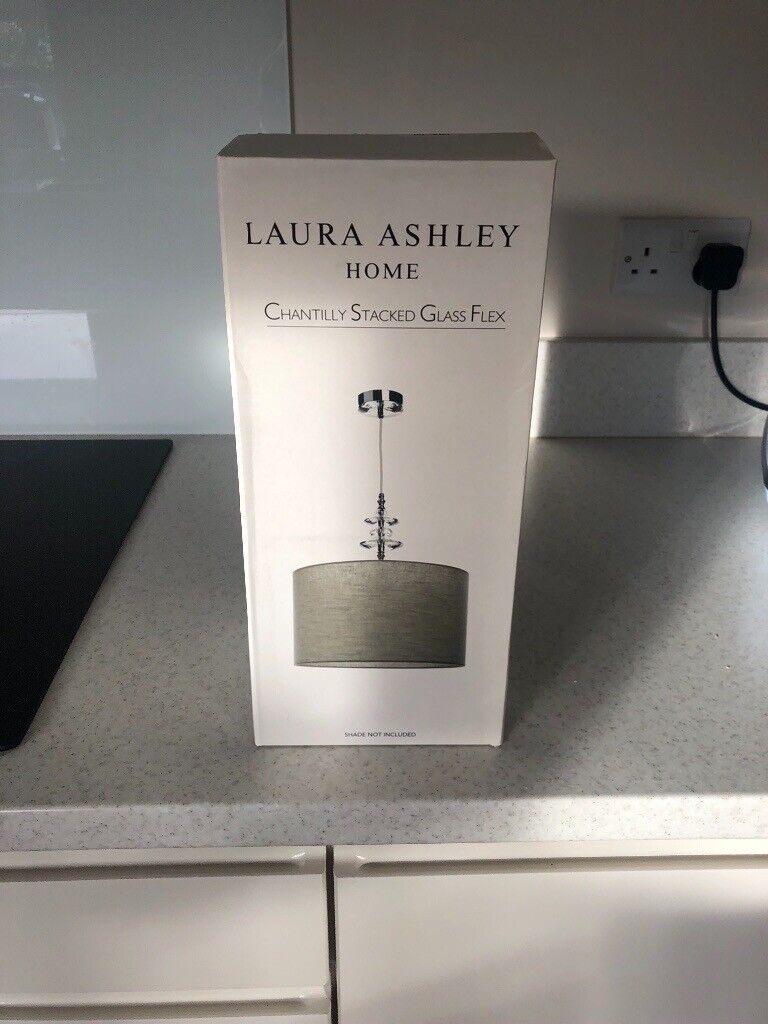 LAURA ASHLEY
HOME
CHANTILLY STACKED GLASS FLEX
SHADE NOT INCLUDED